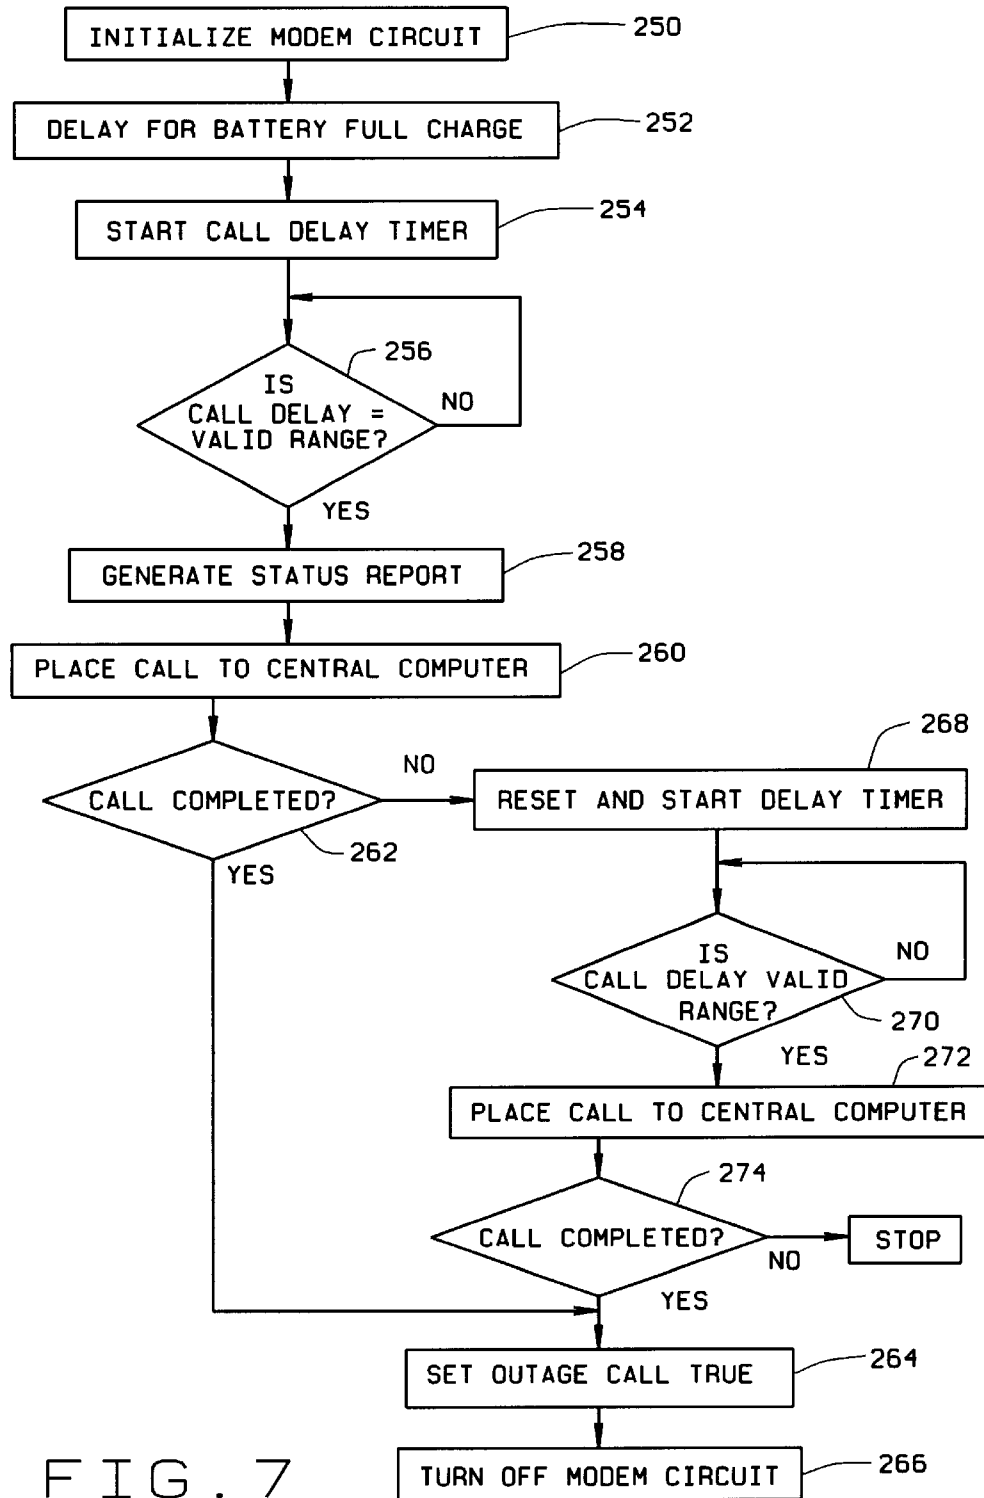 INITIALIZE MODEM CIRCUIT
250
DELAY FOR BATTERY FULL CHARGE
252
START CALL DELAY TIMER
254
256
IS
CALL DELAY =
VALID RANGE?
NO
YES
GENERATE STATUS REPORT
258
PLACE CALL TO CENTRAL COMPUTER
260
CALL COMPLETED?
262
NO
YES
RESET AND START DELAY TIMER
268
IS
CALL DELAY VALID
RANGE?
NO
270
YES
272
PLACE CALL TO CENTRAL COMPUTER
274
CALL COMPLETED?
NO
STOP
YES
SET OUTAGE CALL TRUE
264
TURN OFF MODEM CIRCUIT
266
FIG. 7